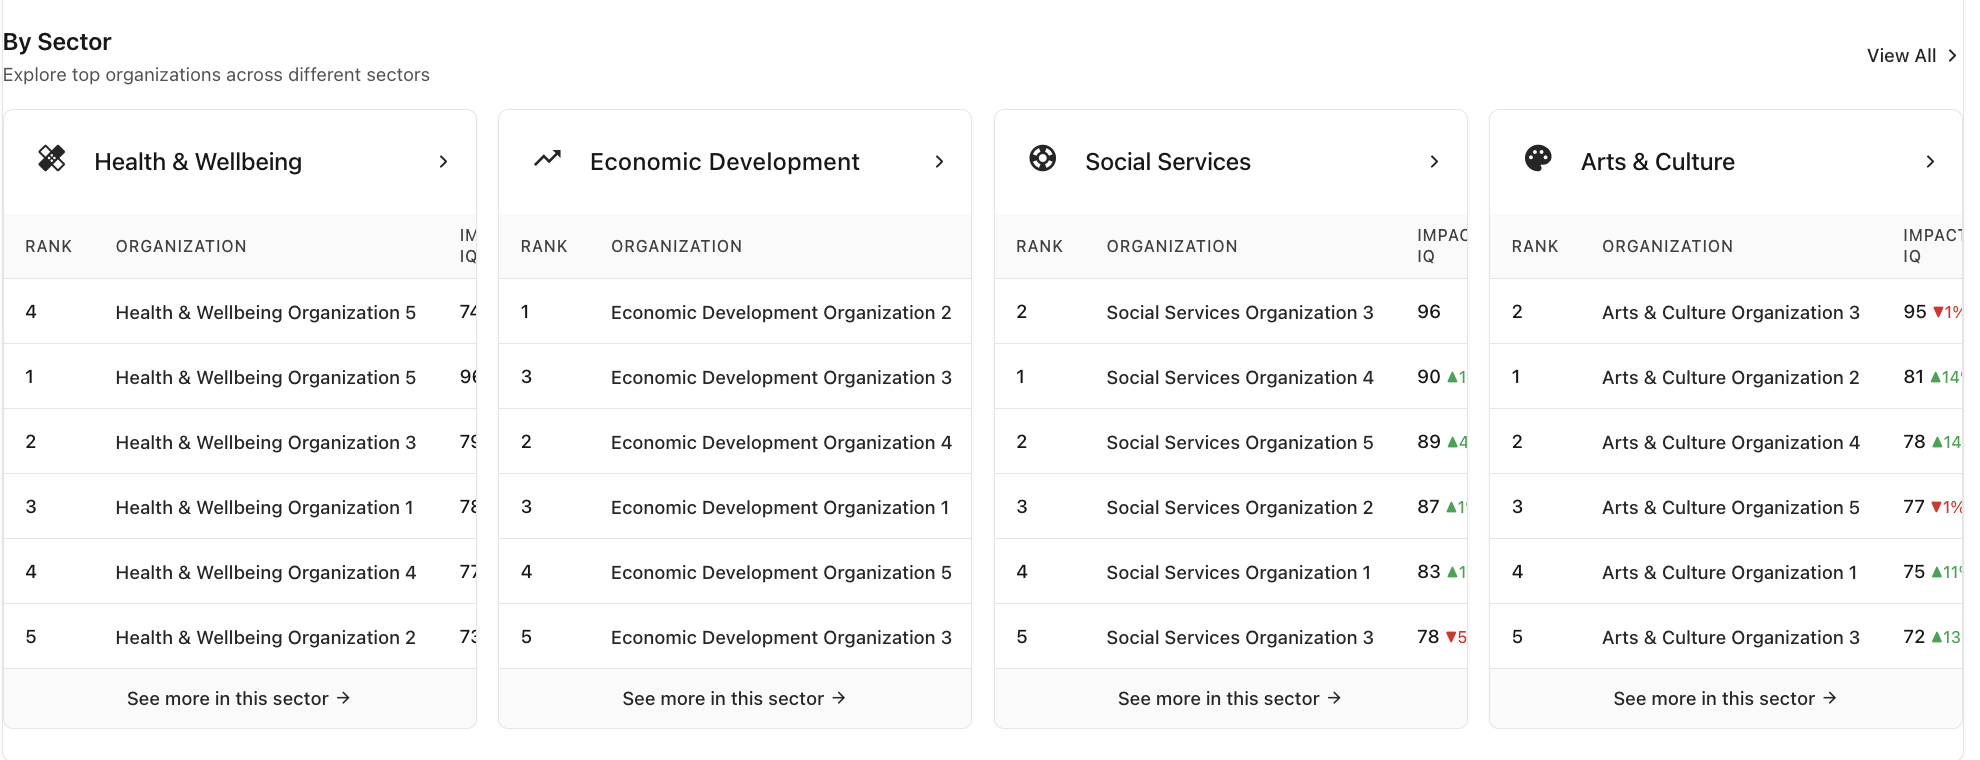 By Sector
Explore top organizations across different sectors
View All
Health & Wellbeing
RANK ORGANIZATION IM
IQ
4 Health & Wellbeing Organization 5 74
1 Health & Wellbeing Organization 5 96
2 Health & Wellbeing Organization 3 79
3 Health & Wellbeing Organization 1 78
4 Health & Wellbeing Organization 4 77
5 Health & Wellbeing Organization 2 73
See more in this sector →
Economic Development
RANK ORGANIZATION
1 Economic Development Organization 2
3 Economic Development Organization 3
2 Economic Development Organization 4
3 Economic Development Organization 1
4 Economic Development Organization 5
5 Economic Development Organization 3
See more in this sector →
Social Services
RANK ORGANIZATION IMPAC
IQ
2 Social Services Organization 3 96
1 Social Services Organization 4 90 ▲1
2 Social Services Organization 5 89 ▲4
3 Social Services Organization 2 87 ▲1
4 Social Services Organization 1 83 ▲1
5 Social Services Organization 3 78 ▼5
See more in this sector →
Arts & Culture
RANK ORGANIZATION IMPACT
IQ
2 Arts & Culture Organization 3 95 ▼1%
1 Arts & Culture Organization 2 81 ▲14
2 Arts & Culture Organization 4 78 ▲14
3 Arts & Culture Organization 5 77 ▼1%
4 Arts & Culture Organization 1 75 ▲11
5 Arts & Culture Organization 3 72 ▲13
See more in this sector →